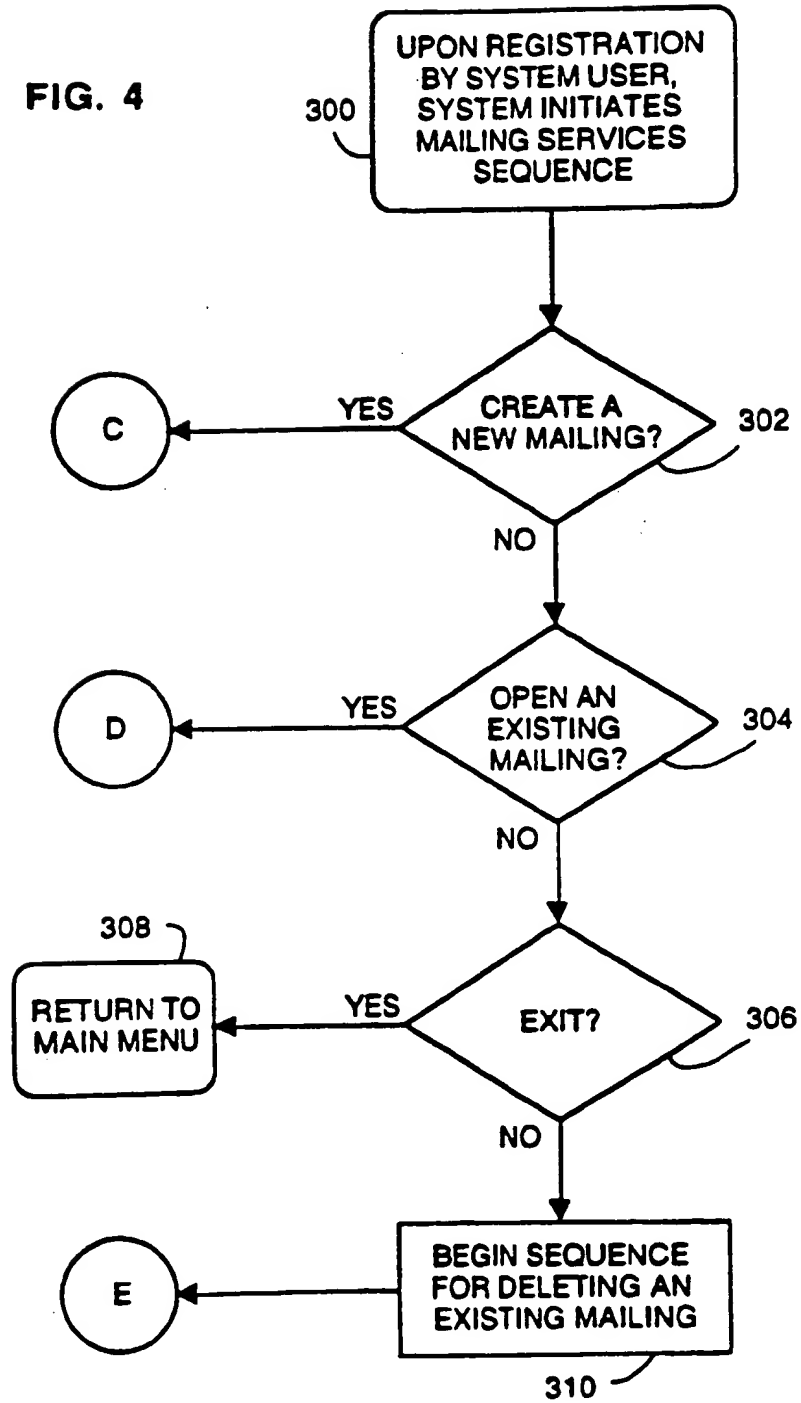 FIG. 4
300
UPON REGISTRATION
BY SYSTEM USER,
SYSTEM INITIATES
MAILING SERVICES
SEQUENCE
C
YES
CREATE A
NEW MAILING?
302
NO
D
YES
OPEN AN
EXISTING
MAILING?
304
NO
308
RETURN TO
MAIN MENU
YES
EXIT?
306
NO
E
BEGIN SEQUENCE
FOR DELETING AN
EXISTING MAILING
310